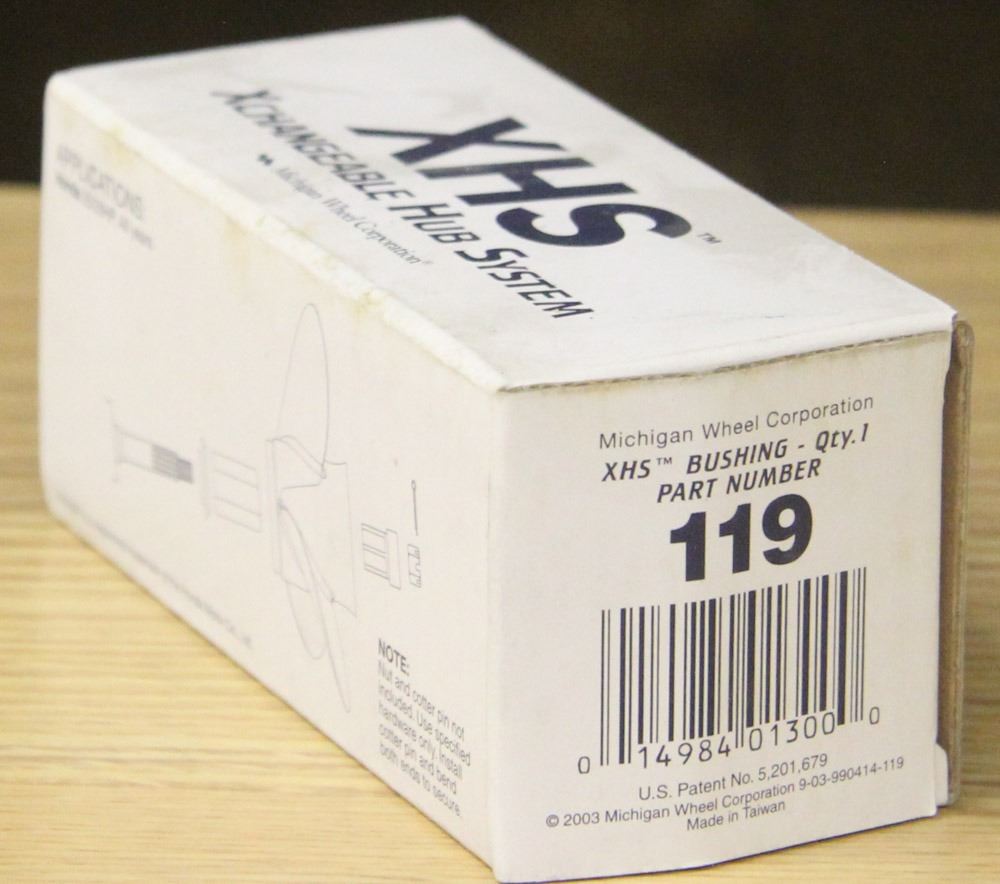 XHS™
XCHANGEABLE HUB SYSTEM
Michigan Wheel Corporation®
APPLICATIONS:
NOTE:
Nut and cotter pin not
included. Use specified
hardware only. Install
cotter pin and bend
both ends to secure.
Michigan Wheel Corporation
XHS™ BUSHING - Qty.1
PART NUMBER
119
0 14984 01300 0
U.S. Patent No. 5,201,679
© 2003 Michigan Wheel Corporation 9-03-990414-119
Made in Taiwan